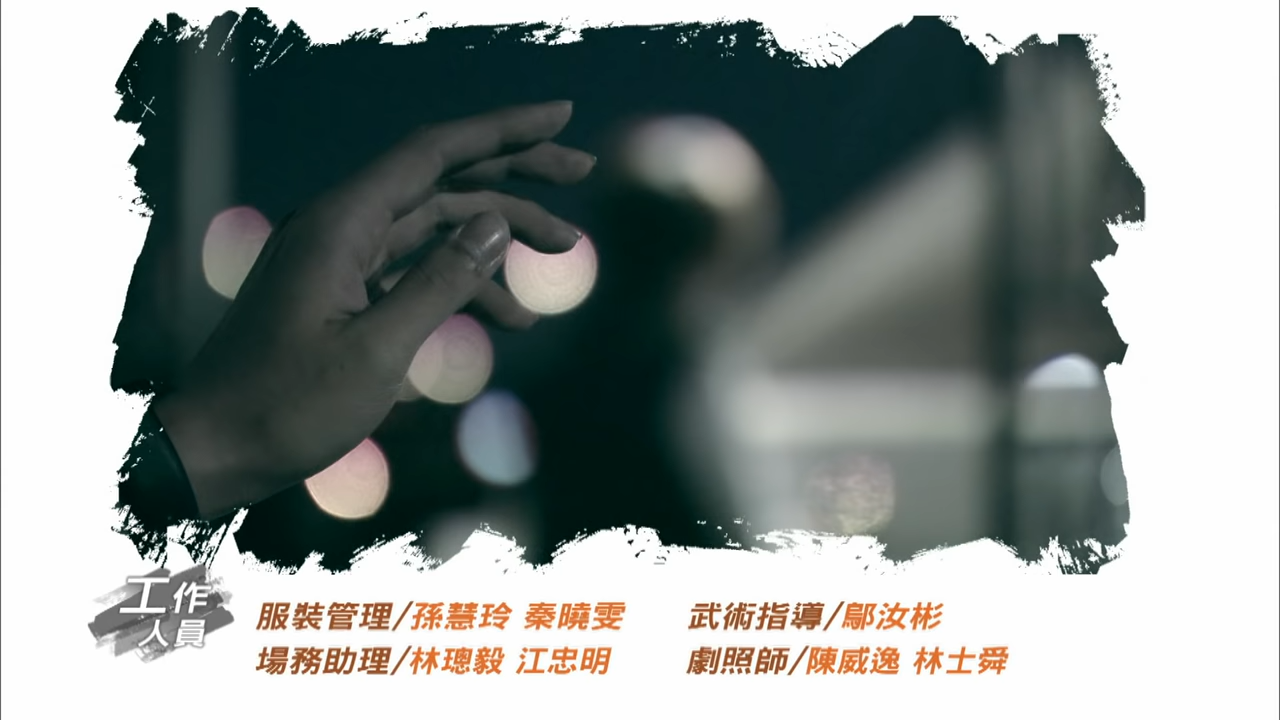 工作
人員
服裝管理/孫慧玲 秦曉雯
武術指導/鄔汝彬
場務助理/林璁毅 江忠明
劇照師/陳威逸 林士舜